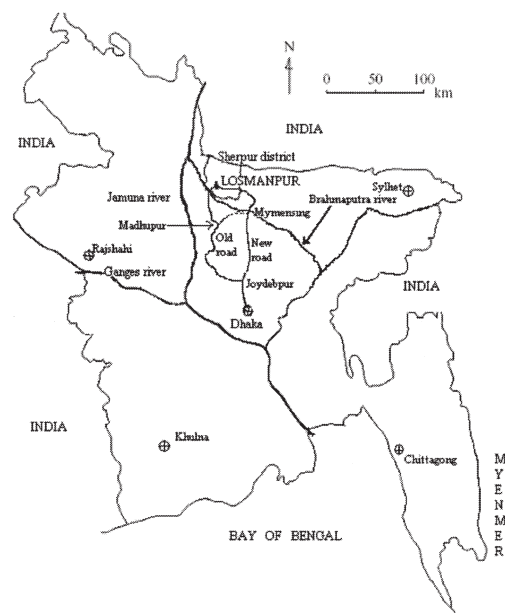 N
0 50 100
km
INDIA
INDIA
Sherpur district
LOSMANPUR
Sylhet
Jamuna river
Brahmaputra river
Mymensing
Madhupur
Old
road
New
road
Rajshahi
Ganges river
Joydebpur
INDIA
Dhaka
INDIA
Khulna
Chittagong
MYENMER
BAY OF BENGAL